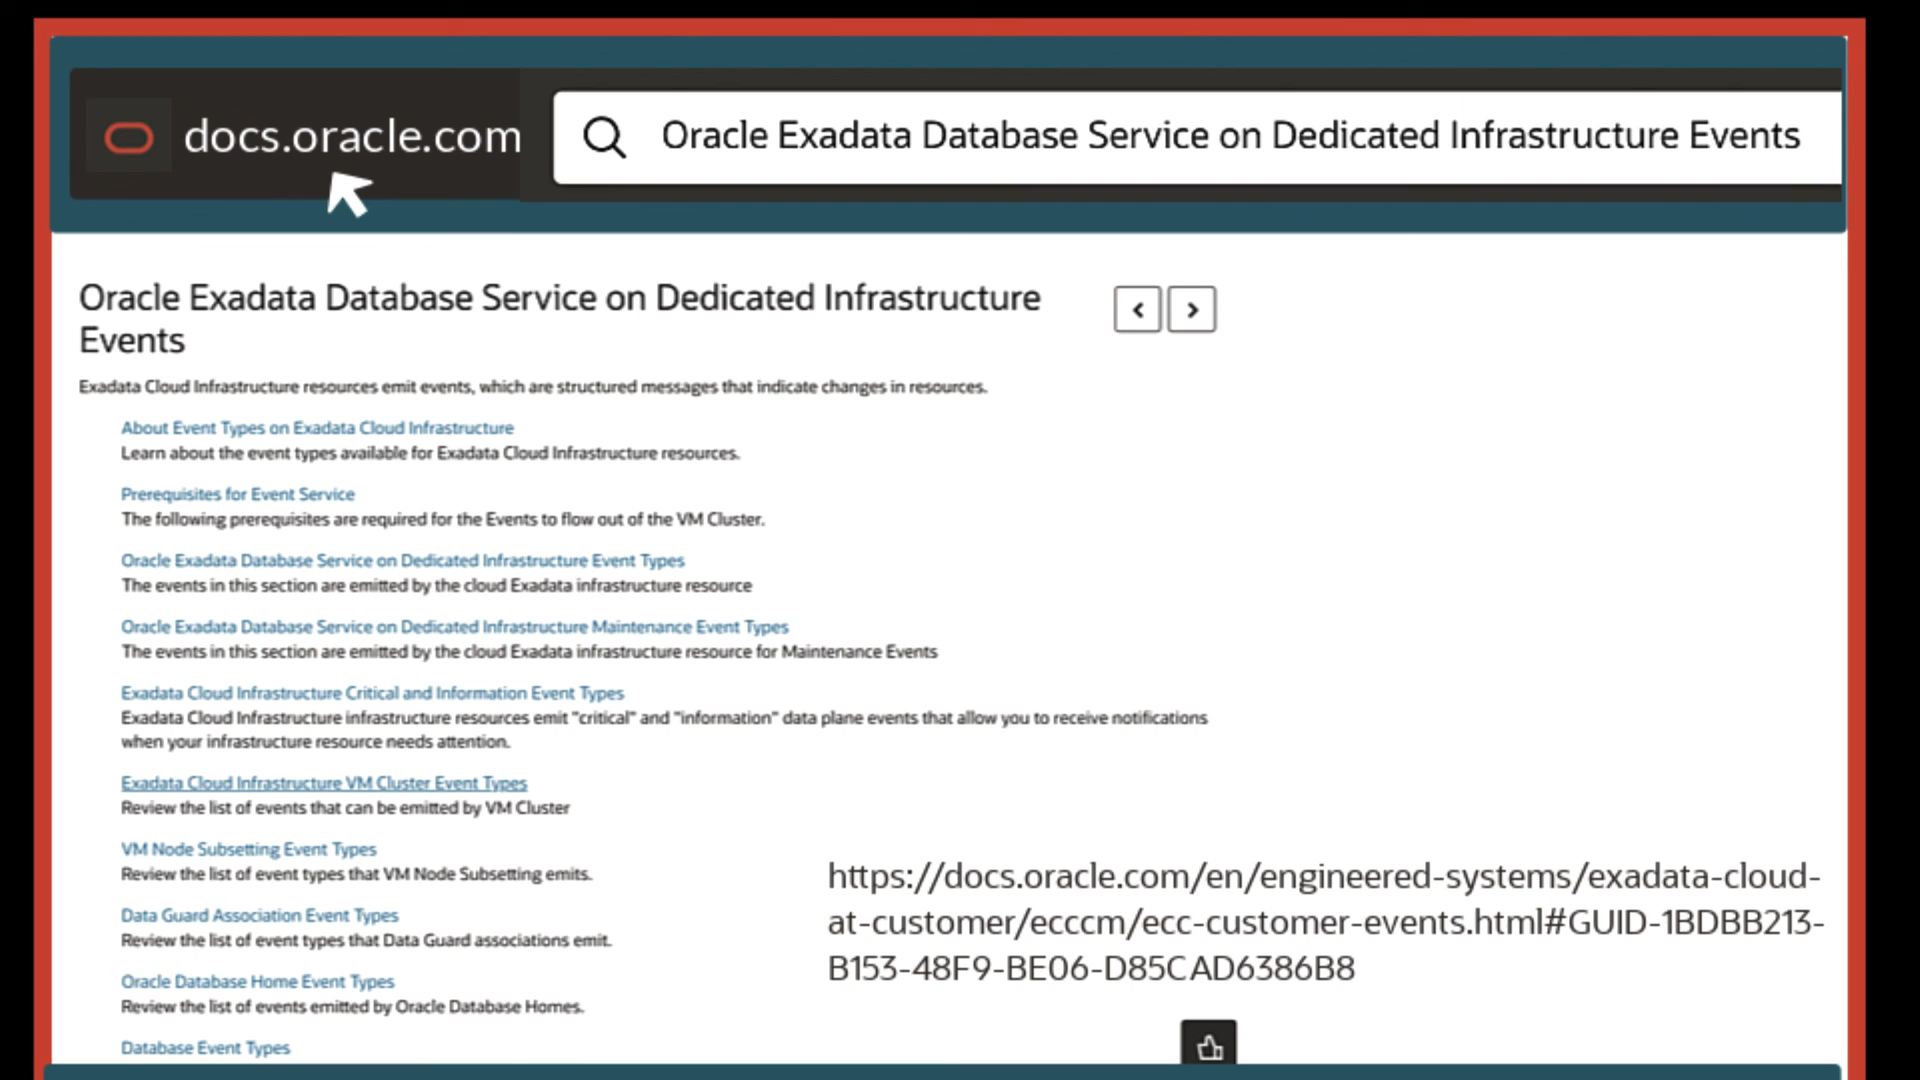 docs.oracle.com
Oracle Exadata Database Service on Dedicated Infrastructure Events
Oracle Exadata Database Service on Dedicated Infrastructure
Events
Exadata Cloud Infrastructure resources emit events, which are structured messages that indicate changes in resources.
About Event Types on Exadata Cloud Infrastructure
Learn about the event types available for Exadata Cloud Infrastructure resources.
Prerequisites for Event Service
The following prerequisites are required for the Events to flow out of the VM Cluster.
Oracle Exadata Database Service on Dedicated Infrastructure Event Types
The events in this section are emitted by the cloud Exadata infrastructure resource
Oracle Exadata Database Service on Dedicated Infrastructure Maintenance Event Types
The events in this section are emitted by the cloud Exadata infrastructure resource for Maintenance Events
Exadata Cloud Infrastructure Critical and Information Event Types
Exadata Cloud Infrastructure infrastructure resources emit "critical" and "information" data plane events that allow you to receive notifications
when your infrastructure resource needs attention.
Exadata Cloud Infrastructure VM Cluster Event Types
Review the list of events that can be emitted by VM Cluster
VM Node Subsetting Event Types
Review the list of event types that VM Node Subsetting emits.
Data Guard Association Event Types
Review the list of event types that Data Guard associations emit.
Oracle Database Home Event Types
Review the list of events emitted by Oracle Database Homes.
Database Event Types
https://docs.oracle.com/en/engineered-systems/exadata-cloud-
at-customer/ecccm/ecc-customer-events.html#GUID-1BDBB213-
B153-48F9-BE06-D85CAD6386B8